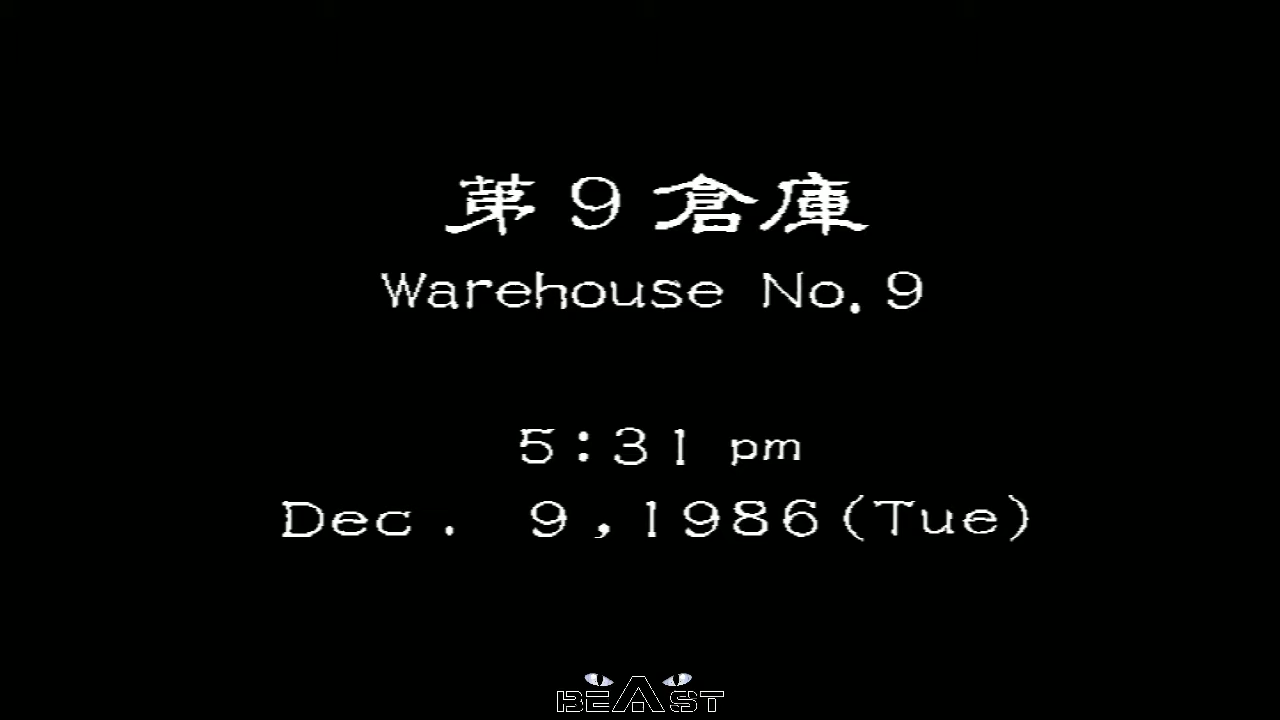 第9倉庫
Warehouse No.9
5:31 pm
Dec. 9,1986(Tue)
BEAST